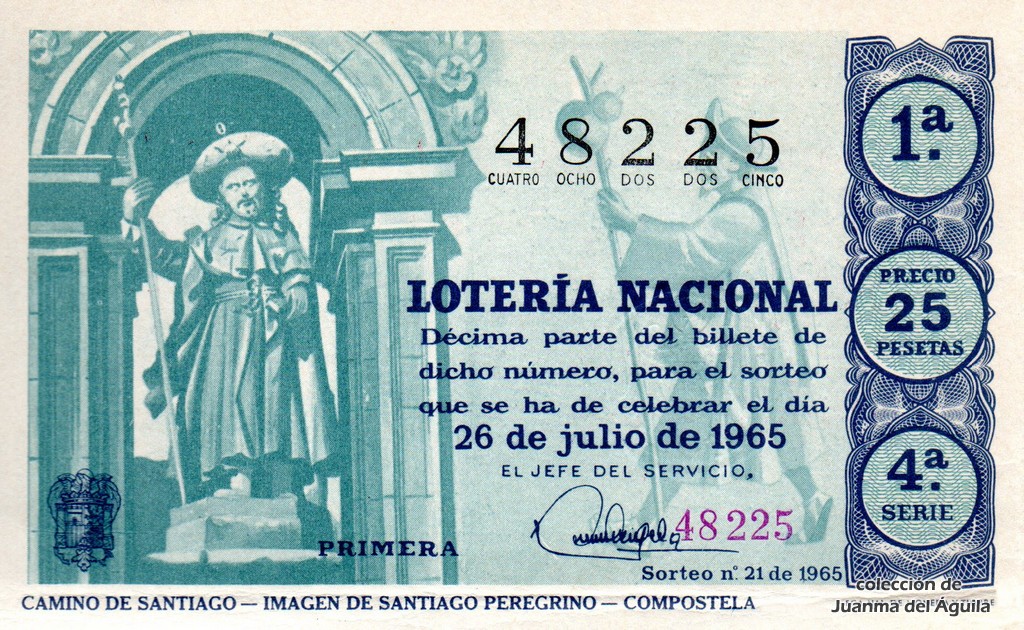 48225
CUATRO OCHO DOS DOS CINCO
LOTERÍA NACIONAL
Décima parte del billete de
dicho número, para el sorteo
que se ha de celebrar el día
26 de julio de 1965
EL JEFE DEL SERVICIO,
48225
PRIMERA
Sorteo nº 21 de 1965
1ª.
PRECIO
25
PESETAS
4ª.
SERIE
CAMINO DE SANTIAGO — IMAGEN DE SANTIAGO PEREGRINO — COMPOSTELA
colección de
Juanma del Águila